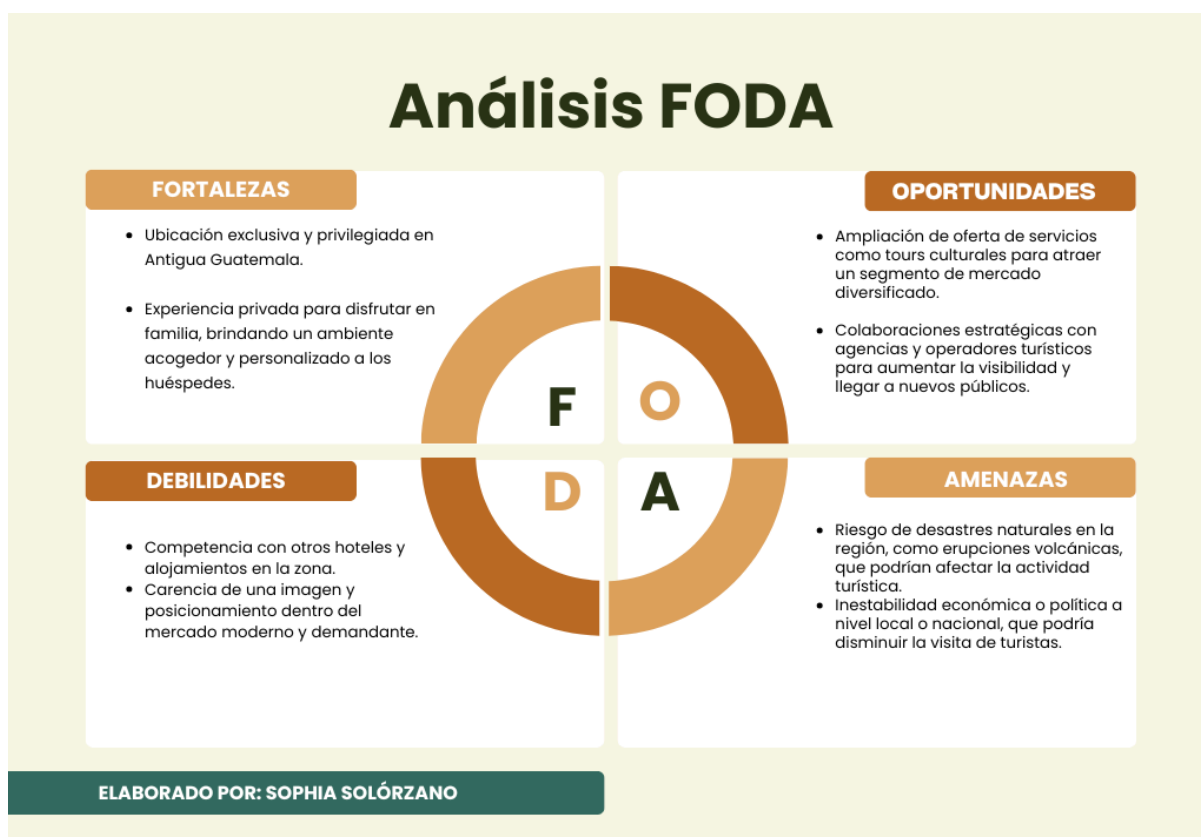 Análisis FODA
FORTALEZAS
• Ubicación exclusiva y privilegiada en
Antigua Guatemala.
• Experiencia privada para disfrutar en
familia, brindando un ambiente
acogedor y personalizado a los
huéspedes.
OPORTUNIDADES
• Ampliación de oferta de servicios
como tours culturales para atraer
un segmento de mercado
diversificado.
• Colaboraciones estratégicas con
agencias y operadores turísticos
para aumentar la visibilidad y
llegar a nuevos públicos.
F
O
D
A
DEBILIDADES
• Competencia con otros hoteles y
alojamientos en la zona.
• Carencia de una imagen y
posicionamiento dentro del
mercado moderno y demandante.
AMENAZAS
• Riesgo de desastres naturales en la
región, como erupciones volcánicas,
que podrían afectar la actividad
turística.
• Inestabilidad económica o política a
nivel local o nacional, que podría
disminuir la visita de turistas.
ELABORADO POR: SOPHIA SOLÓRZANO